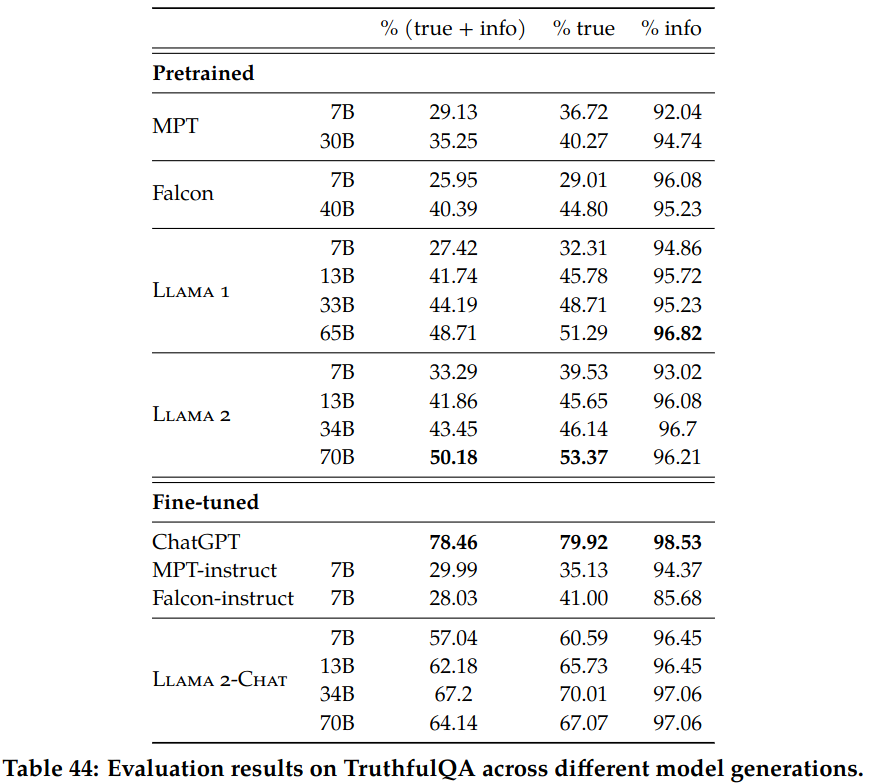 % (true + info) % true % info
Pretrained
MPT 7B 29.13 36.72 92.04
30B 35.25 40.27 94.74
Falcon 7B 25.95 29.01 96.08
40B 40.39 44.80 95.23
Llama 1 7B 27.42 32.31 94.86
13B 41.74 45.78 95.72
33B 44.19 48.71 95.23
65B 48.71 51.29 96.82
Llama 2 7B 33.29 39.53 93.02
13B 41.86 45.65 96.08
34B 43.45 46.14 96.7
70B 50.18 53.37 96.21
Fine-tuned
ChatGPT 78.46 79.92 98.53
MPT-instruct 7B 29.99 35.13 94.37
Falcon-instruct 7B 28.03 41.00 85.68
Llama 2-Chat 7B 57.04 60.59 96.45
13B 62.18 65.73 96.45
34B 67.2 70.01 97.06
70B 64.14 67.07 97.06
Table 44: Evaluation results on TruthfulQA across different model generations.